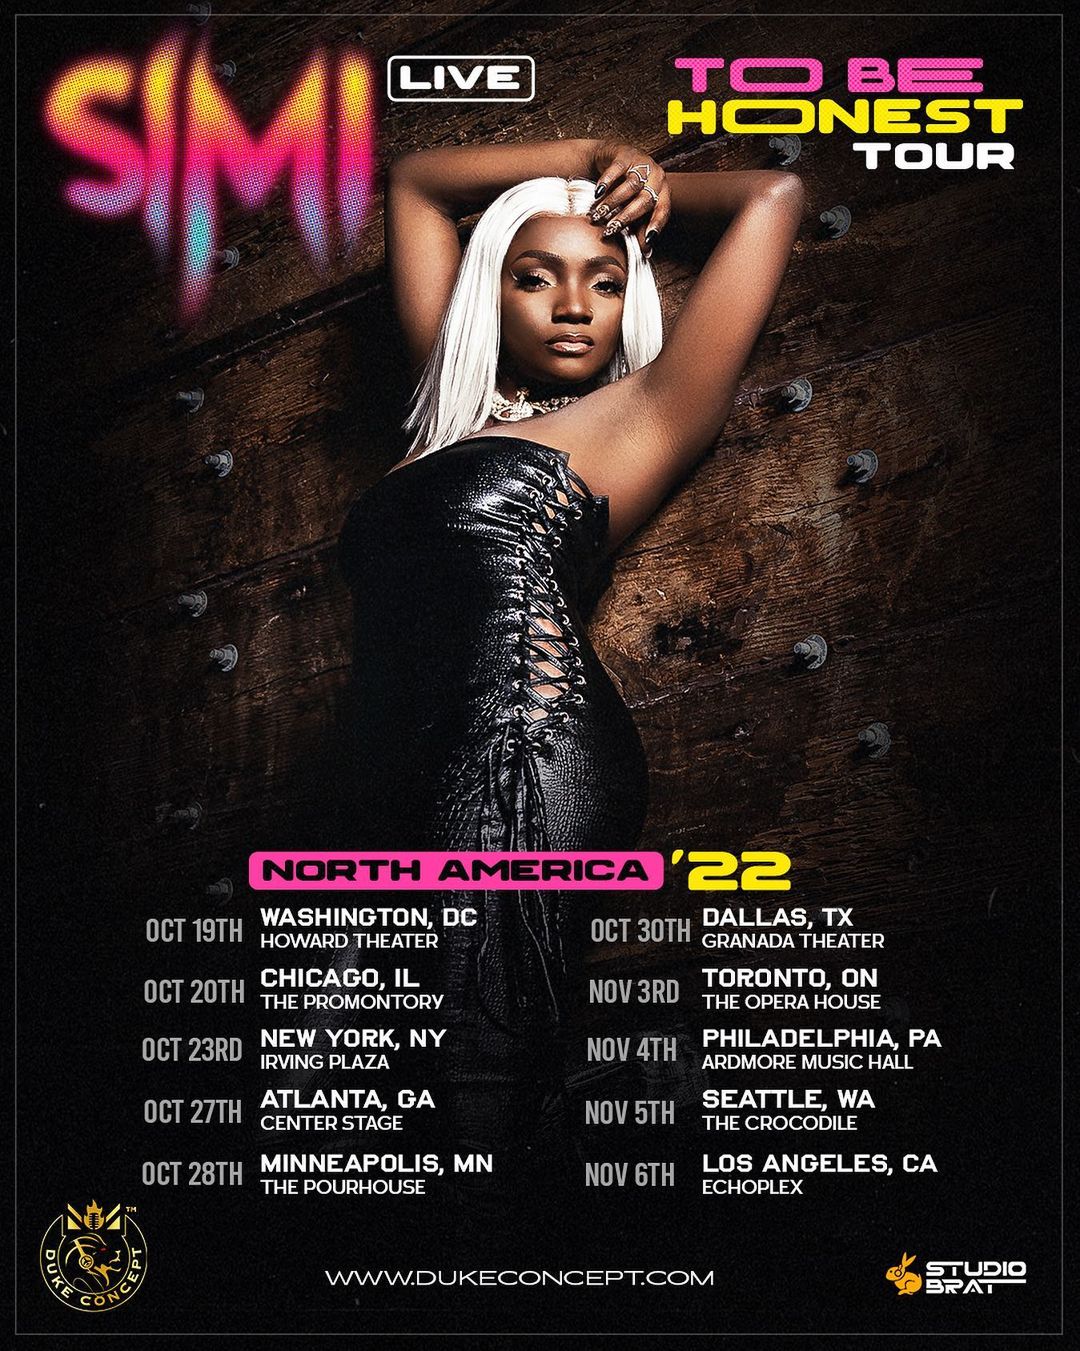 SIMI
LIVE
TO BE
HONEST
TOUR
NORTH AMERICA '22
OCT 19TH
WASHINGTON, DC
HOWARD THEATER
OCT 20TH
CHICAGO, IL
THE PROMONTORY
OCT 23RD
NEW YORK, NY
IRVING PLAZA
OCT 27TH
ATLANTA, GA
CENTER STAGE
OCT 28TH
MINNEAPOLIS, MN
THE POURHOUSE
OCT 30TH
DALLAS, TX
GRANADA THEATER
NOV 3RD
TORONTO, ON
THE OPERA HOUSE
NOV 4TH
PHILADELPHIA, PA
ARDMORE MUSIC HALL
NOV 5TH
SEATTLE, WA
THE CROCODILE
NOV 6TH
LOS ANGELES, CA
ECHOPLEX
TM
DUKE CONCEPT
WWW.DUKECONCEPT.COM
STUDIO
BRAT